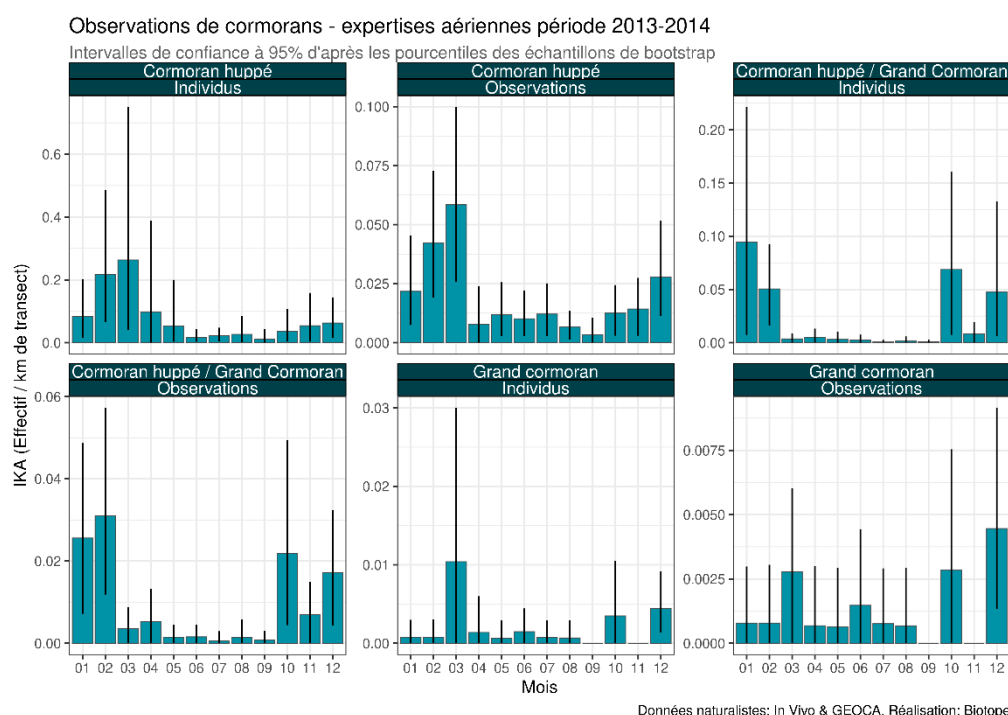 Observations de cormorans - expertises aériennes période 2013-2014
Intervalles de confiance à 95% d'après les pourcentiles des échantillons de bootstrap
Cormoran huppé
Individus
0.6
0.4
0.2
0.0
Cormoran huppé
Observations
0.100
0.075
0.050
0.025
0.000
Cormoran huppé / Grand Cormoran
Individus
0.20
0.15
0.10
0.05
0.00
IKA (Effectif / km de transect)
Cormoran huppé / Grand Cormoran
Observations
0.06
0.04
0.02
0.00
01 02 03 04 05 06 07 08 09 10 11 12
Grand cormoran
Individus
0.03
0.02
0.01
0.00
01 02 03 04 05 06 07 08 09 10 11 12
Grand cormoran
Observations
0.0075
0.0050
0.0025
0.0000
01 02 03 04 05 06 07 08 09 10 11 12
Mois
Données naturalistes: In Vivo & GEOCA. Réalisation: Biotope